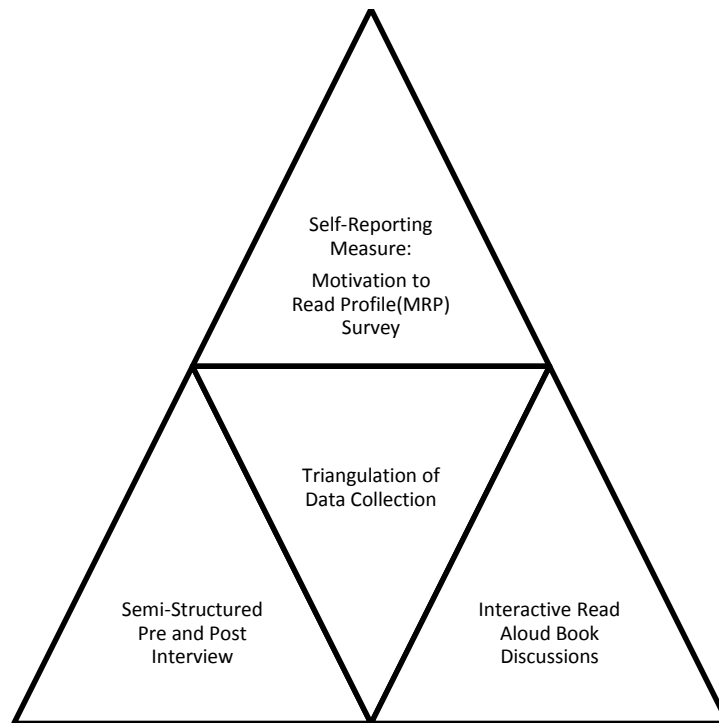 Self-Reporting
Measure:
Motivation to
Read Profile(MRP)
Survey
Triangulation of
Data Collection
Semi-Structured
Pre and Post
Interview
Interactive Read
Aloud Book
Discussions